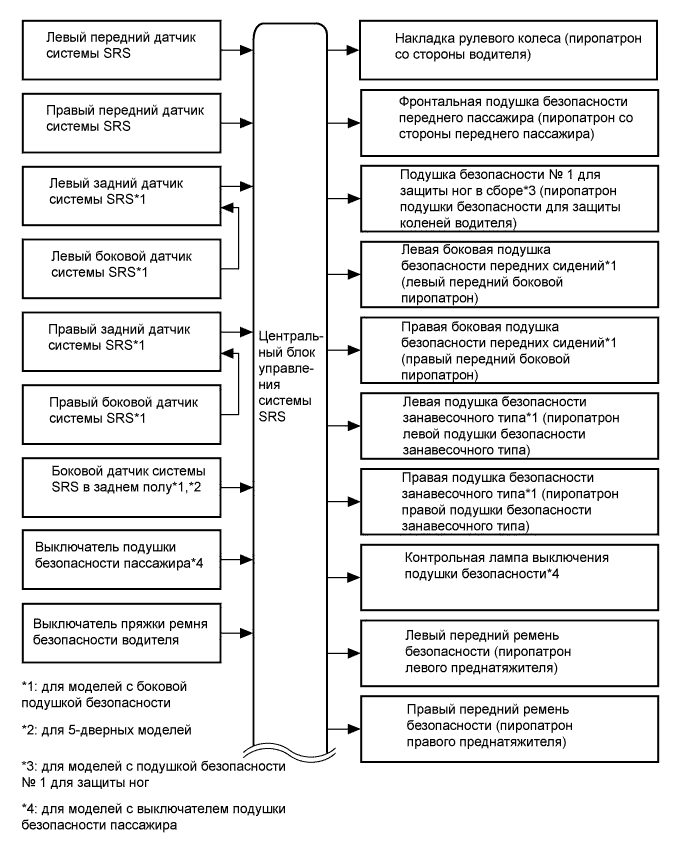 Левый передний датчик
системы SRS
Правый передний датчик
системы SRS
Левый задний датчик
системы SRS*1
Левый боковой датчик
системы SRS*1
Правый задний датчик
системы SRS*1
Правый боковой датчик
системы SRS*1
Боковой датчик системы
SRS в заднем полу*1,*2
Выключатель подушки
безопасности пассажира*4
Выключатель пряжки ремня
безопасности водителя
*1: для моделей с боковой
подушкой безопасности
*2: для 5-дверных моделей
*3: для моделей с подушкой безопасности
№ 1 для защиты ног
*4: для моделей с выключателем подушки
безопасности пассажира
Централь-
ный блок
управле-
ния
системы
SRS
Накладка рулевого колеса (пиропатрон
со стороны водителя)
Фронтальная подушка безопасности
переднего пассажира (пиропатрон со
стороны переднего пассажира)
Подушка безопасности № 1 для
защиты ног в сборе*3 (пиропатрон
подушки безопасности для защиты
коленей водителя)
Левая боковая подушка
безопасности передних сидений*1
(левый передний боковой
пиропатрон)
Правая боковая подушка
безопасности передних сидений*1
(правый передний боковой
пиропатрон)
Левая подушка безопасности
занавесочного типа*1 (пиропатрон
левой подушки безопасности
занавесочного типа)
Правая подушка безопасности
занавесочного типа*1 (пиропатрон
правой подушки безопасности
занавесочного типа)
Контрольная лампа выключения
подушки безопасности*4
Левый передний ремень
безопасности (пиропатрон
левого преднатяжителя)
Правый передний ремень
безопасности (пиропатрон
правого преднатяжителя)